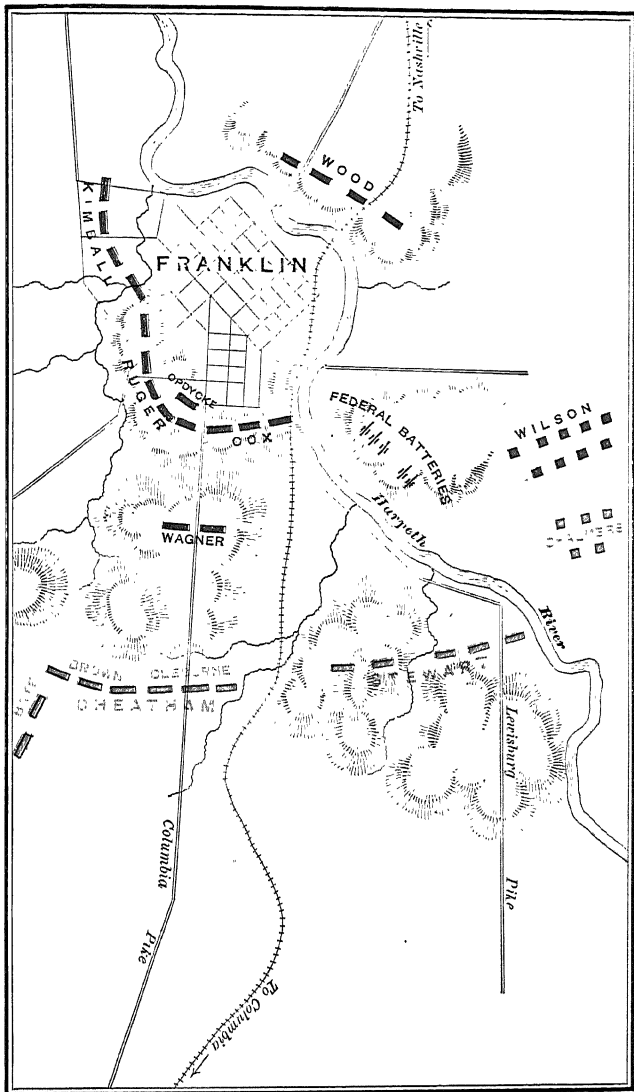 To Nashville
WOOD
KIMBALL
FRANKLIN
RUGER
OPDYCKE
COX
FEDERAL BATTERIES
WILSON
CHALMERS
WAGNER
Harpeth
River
BROWN
CLEBURNE
CHEATHAM
STEWART
Lewisburg
Pike
Columbia
Pike
To Columbia